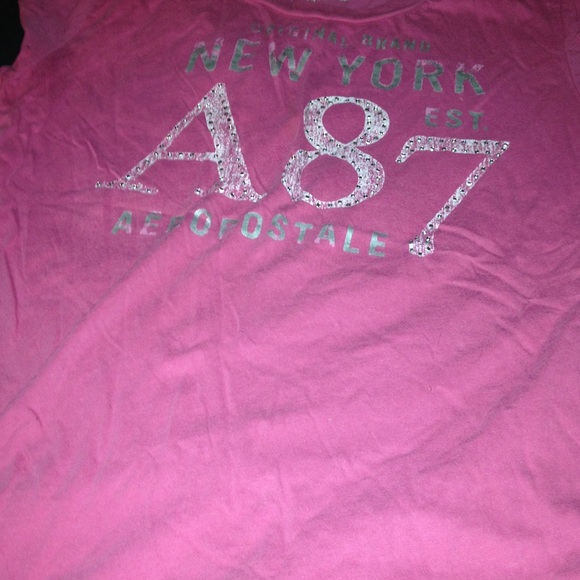 ORIGINAL BRAND
NEW YORK
EST
A87
AEROPOSTALE